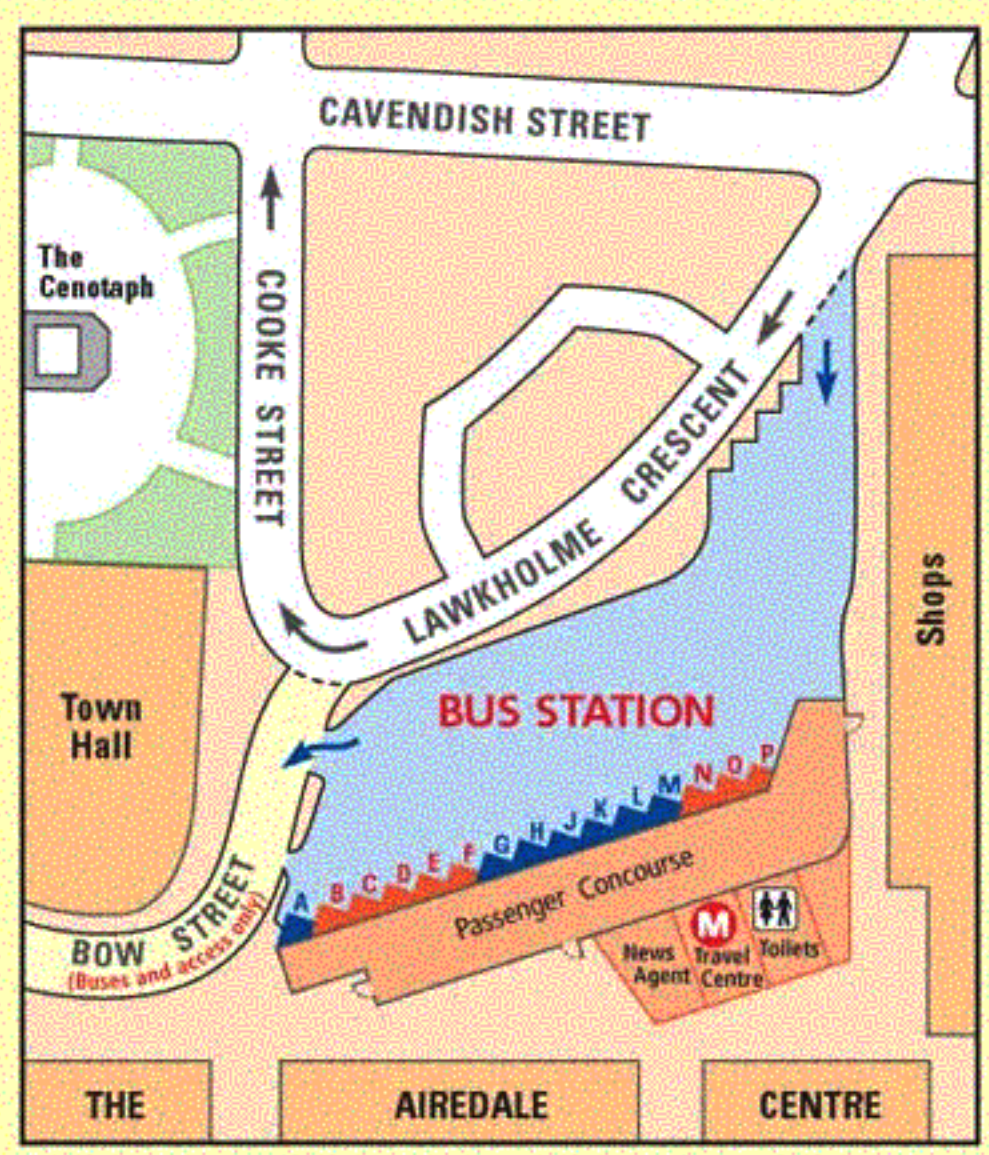 CAVENDISH STREET
The
Cenotaph
COOKE STREET
LAWKHOLME CRESCENT
Shops
Town
Hall
BUS STATION
A B C D E F G H J K L M N O P
Passenger Concourse
BOW STREET
(Buses and access only)
M
News
Agent
Travel
Centre
Toilets
THE AIREDALE CENTRE